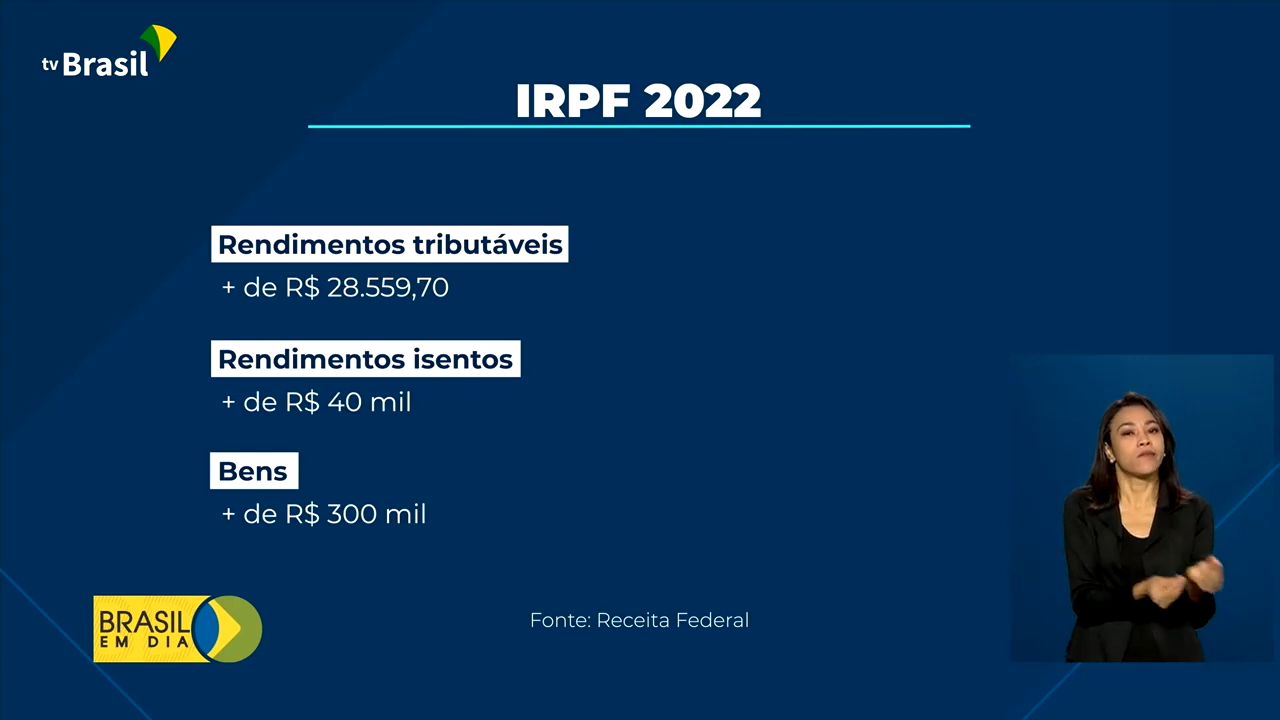 tv Brasil
IRPF 2022
Rendimentos tributáveis
+ de R$ 28.559,70
Rendimentos isentos
+ de R$ 40 mil
Bens
+ de R$ 300 mil
BRASIL
EM DIA
Fonte: Receita Federal